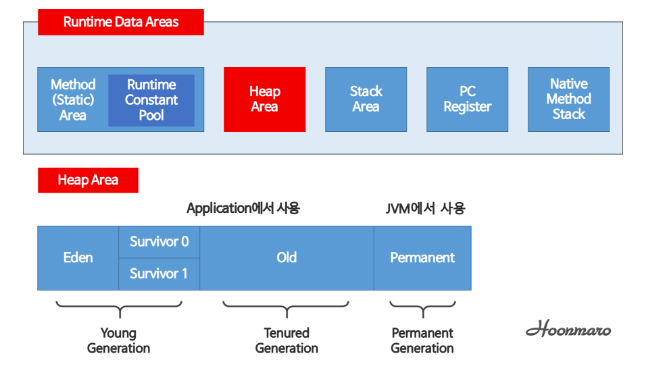 Runtime Data Areas
Method
(Static)
Area
Runtime
Constant
Pool
Heap
Area
Stack
Area
PC
Register
Native
Method
Stack
Heap Area
Application에서 사용
JVM에서 사용
Eden
Survivor 0
Survivor 1
Old
Permanent
Young
Generation
Tenured
Generation
Permanent
Generation
Hoonmaro